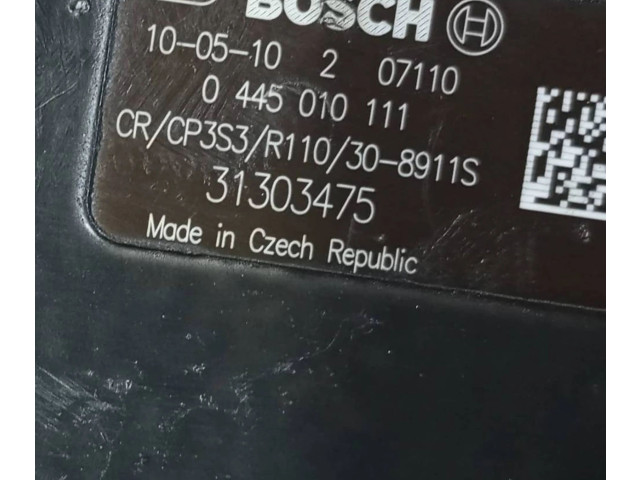 BOSCH
10-05-10 2 07110
0 445 010 111
CR/CP3S3/R110/30-8911S
31303475
Made in Czech Republic